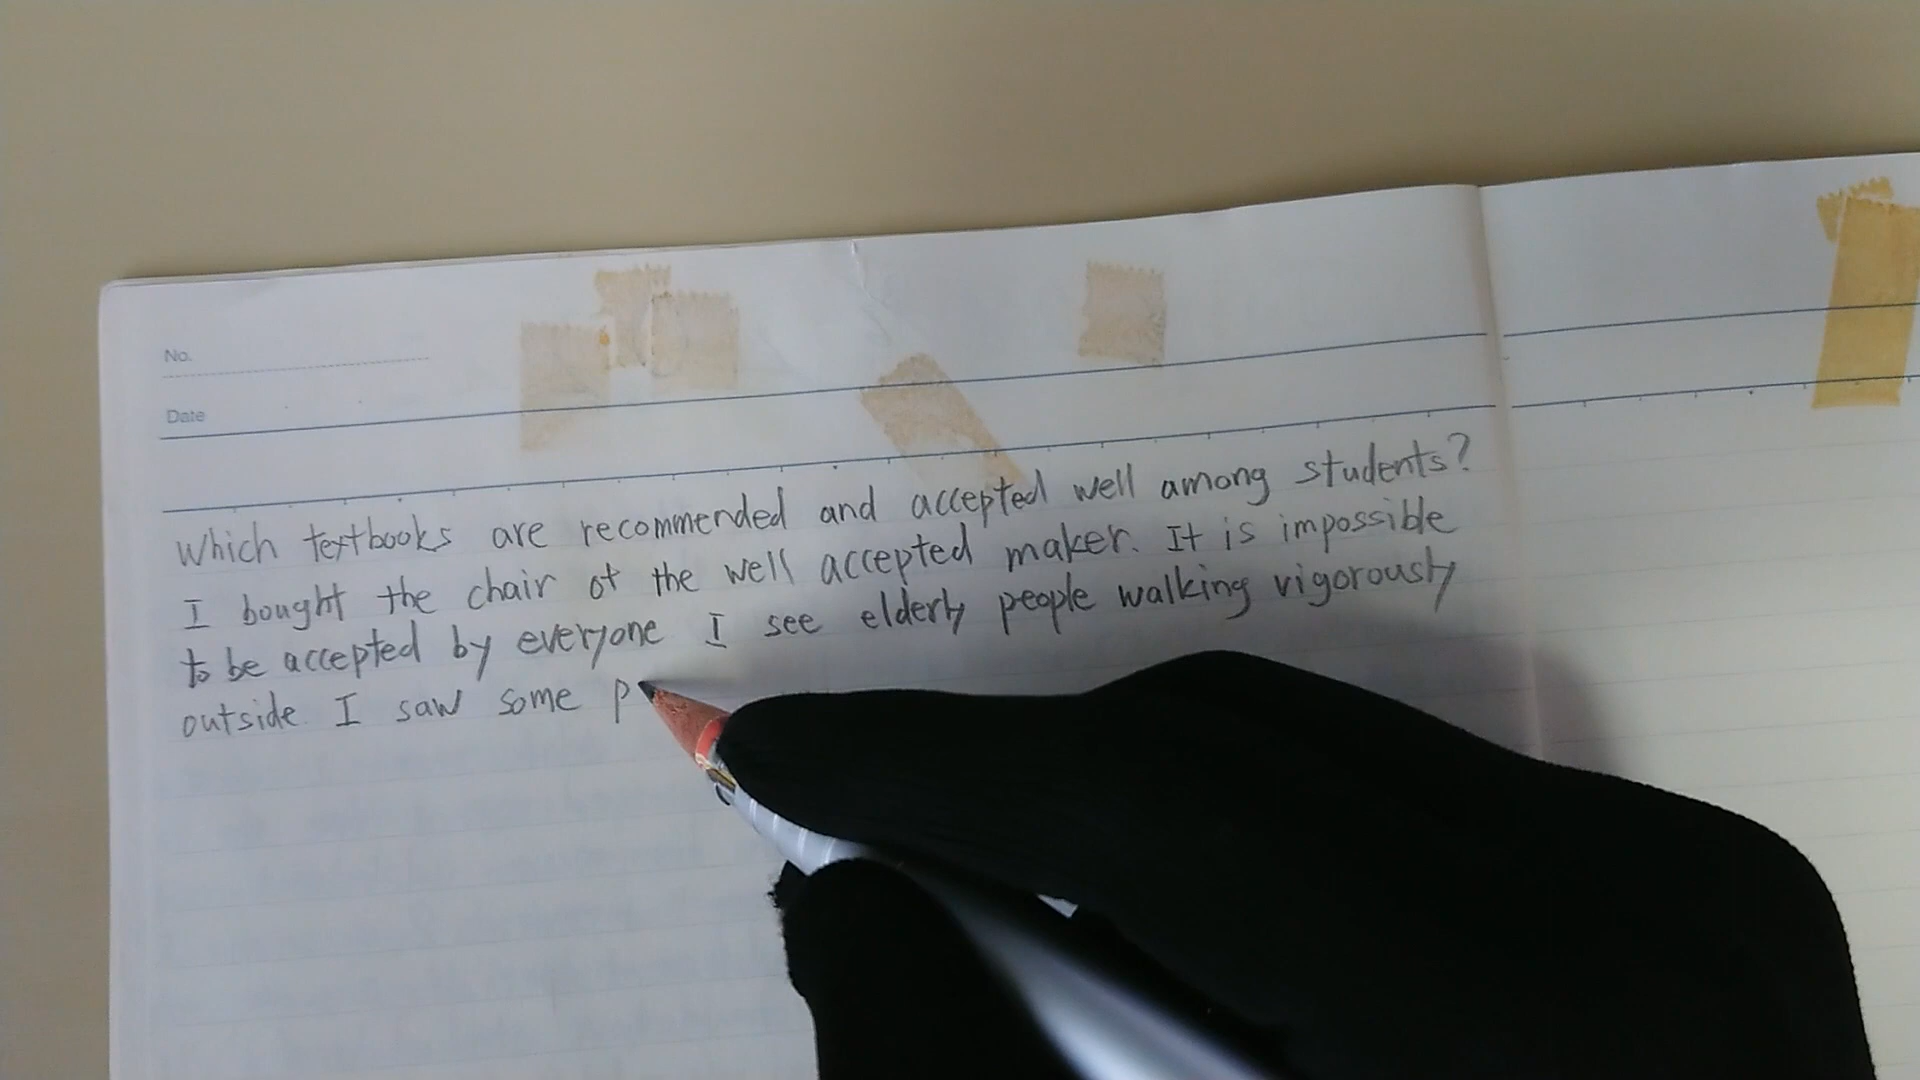 No.
Date
Which textbooks are recommended and accepted well among students?
I bought the chair of the well accepted maker. It is impossible
to be accepted by everyone I see elderly people walking vigorously
outside. I saw some p